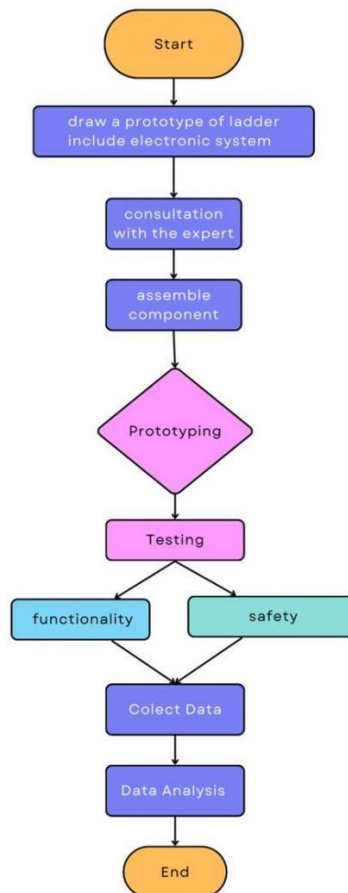 Start
draw a prototype of ladder
include electronic system
consultation
with the expert
assemble
component
Prototyping
Testing
functionality
safety
Colect Data
Data Analysis
End